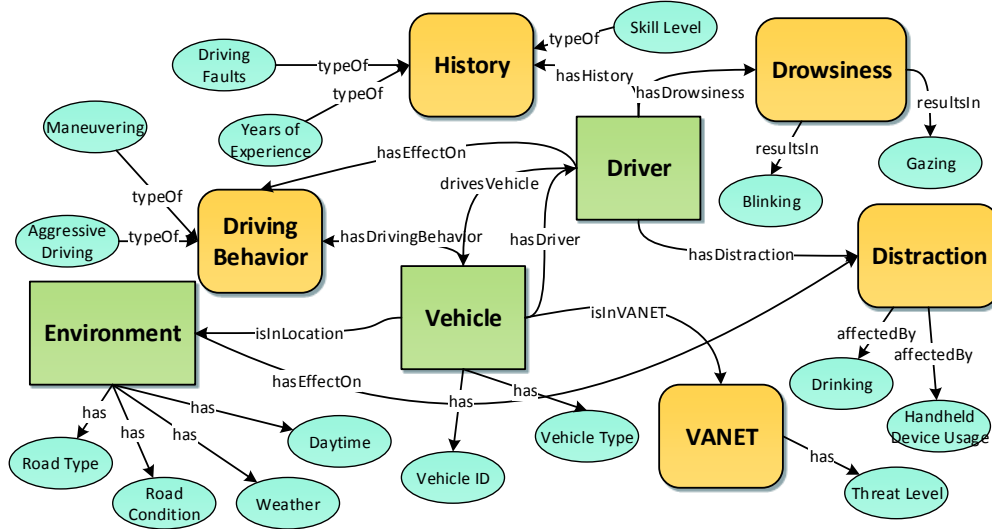 Skill Level
typeOf
Driving
Faults
typeOf
History
typeOf
hasHistory
Drowsiness
hasDrowsiness
resultsIn
Maneuvering
Years of
Experience
hasEffectOn
Driver
resultsIn
Gazing
drivesVehicle
Blinking
typeOf
Driving
Behavior
Aggressive
Driving
typeOf
hasDrivingBehavior
hasDriver
hasDistraction
Distraction
Environment
isInLocation
Vehicle
isInVANET
affectedBy
affectedBy
hasEffectOn
Drinking
has
has
has
has
has
has
Handheld
Device Usage
Daytime
Vehicle Type
VANET
Road Type
Vehicle ID
has
Road
Condition
Weather
Threat Level